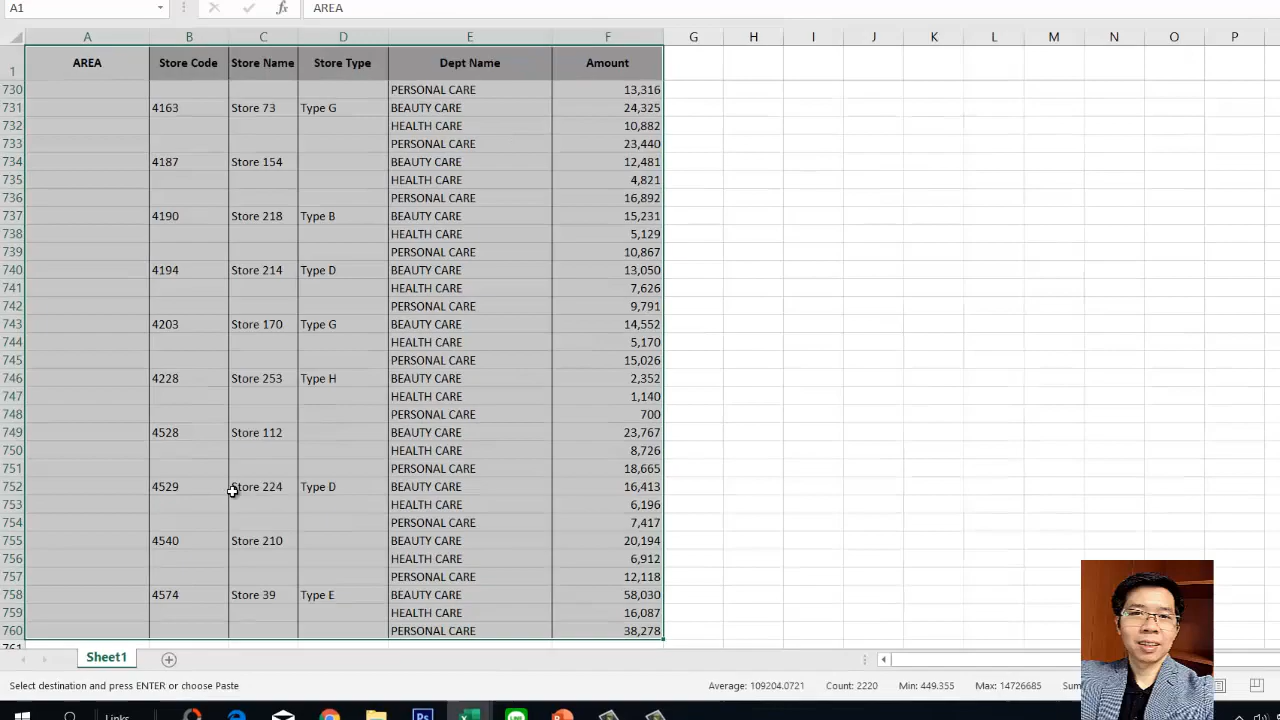 A1 AREA
A B C D E F G H I J K L M N O P
1 AREA Store Code Store Name Store Type Dept Name Amount
730 PERSONAL CARE 13,316
731 4163 Store 73 Type G BEAUTY CARE 24,325
732 HEALTH CARE 10,882
733 PERSONAL CARE 23,440
734 4187 Store 154 BEAUTY CARE 12,481
735 HEALTH CARE 4,821
736 PERSONAL CARE 16,892
737 4190 Store 218 Type B BEAUTY CARE 15,231
738 HEALTH CARE 5,129
739 PERSONAL CARE 10,867
740 4194 Store 214 Type D BEAUTY CARE 13,050
741 HEALTH CARE 7,626
742 PERSONAL CARE 9,791
743 4203 Store 170 Type G BEAUTY CARE 14,552
744 HEALTH CARE 5,170
745 PERSONAL CARE 15,026
746 4228 Store 253 Type H BEAUTY CARE 2,352
747 HEALTH CARE 1,140
748 PERSONAL CARE 700
749 4528 Store 112 BEAUTY CARE 23,767
750 HEALTH CARE 8,726
751 PERSONAL CARE 18,665
752 4529 Store 224 Type D BEAUTY CARE 16,413
753 HEALTH CARE 6,196
754 PERSONAL CARE 7,417
755 4540 Store 210 BEAUTY CARE 20,194
756 HEALTH CARE 6,912
757 PERSONAL CARE 12,118
758 4574 Store 39 Type E BEAUTY CARE 58,030
759 HEALTH CARE 16,087
760 PERSONAL CARE 38,278
Sheet1
Select destination and press ENTER or choose Paste Average: 109204.0721 Count: 2220 Min: 449.355 Max: 14726685
Links